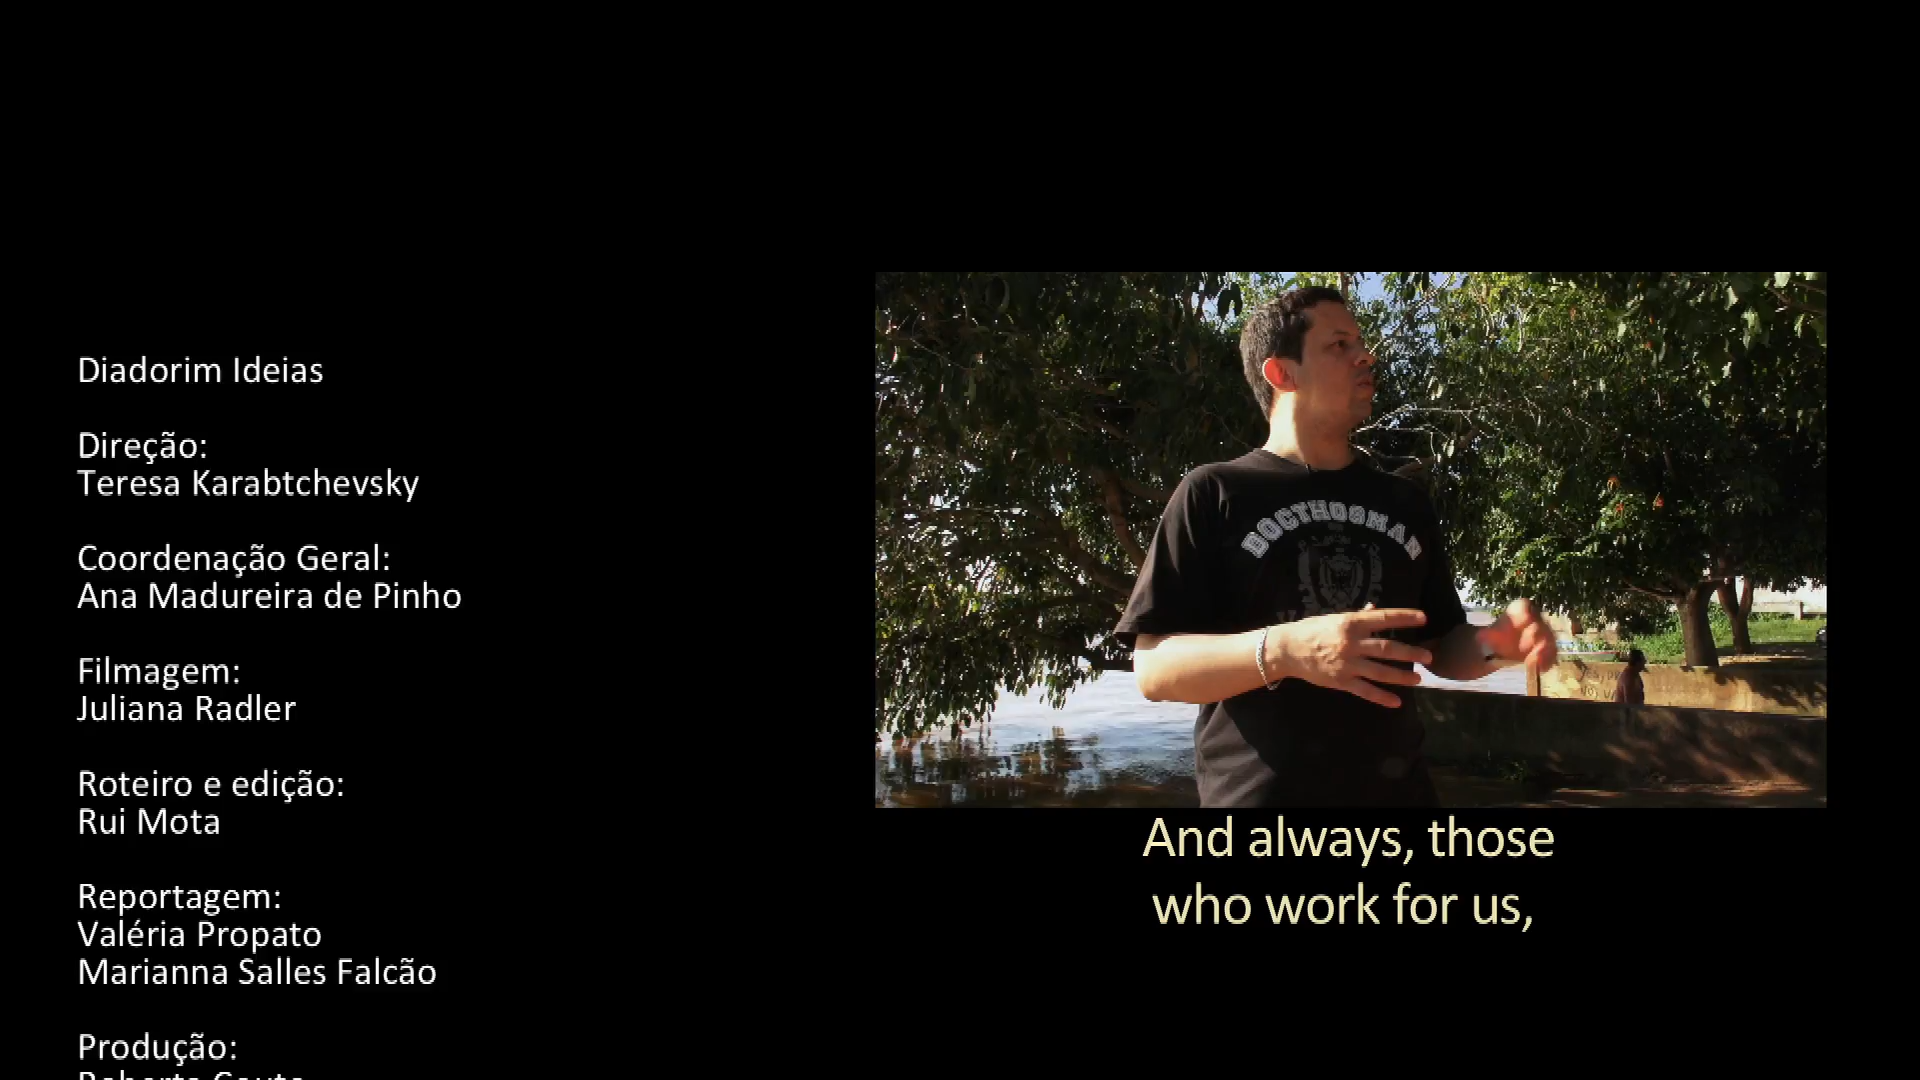 Diadorim Ideias
Direção:
Teresa Karabtchevsky
Coordenação Geral:
Ana Madureira de Pinho
Filmagem:
Juliana Radler
Roteiro e edição:
Rui Mota
Reportagem:
Valéria Propato
Marianna Salles Falcão
Produção:
DOCTHOSMAN
And always, those
who work for us,